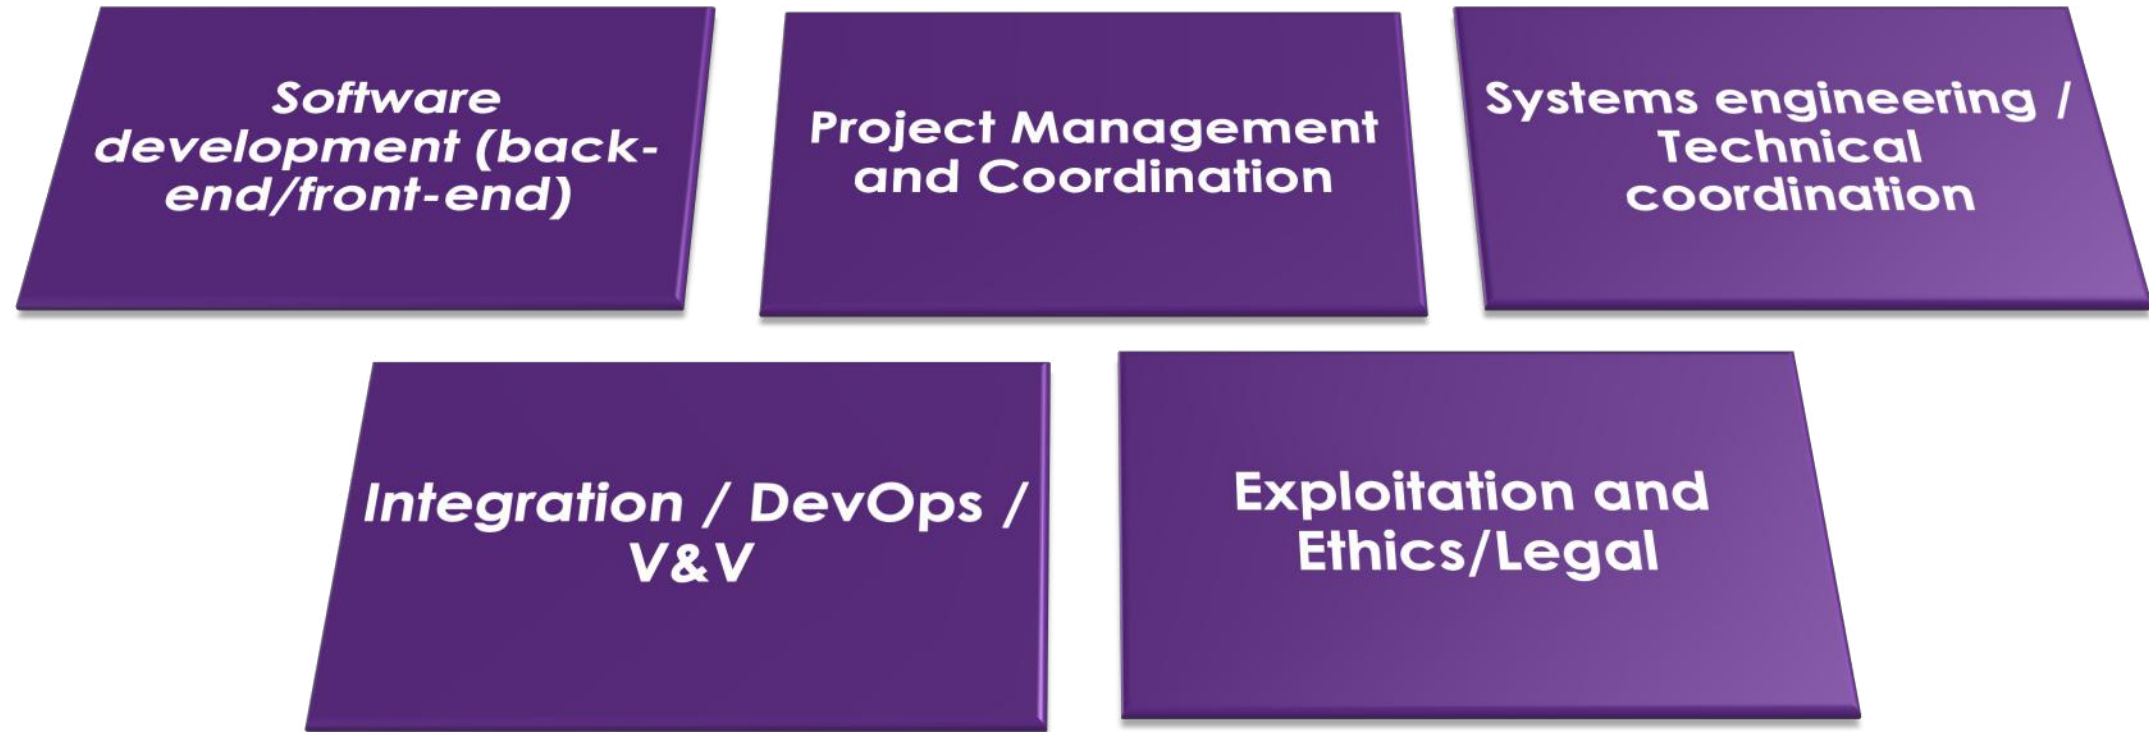 Software
development (back-
end/front-end)
Project Management
and Coordination
Systems engineering /
Technical
coordination
Integration / DevOps /
V&V
Exploitation and
Ethics/Legal